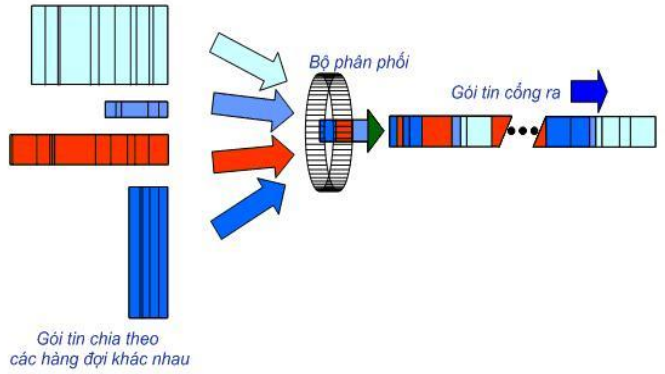 Bộ phân phối
Gói tin cổng ra
Gói tin chia theo
các hàng đợi khác nhau